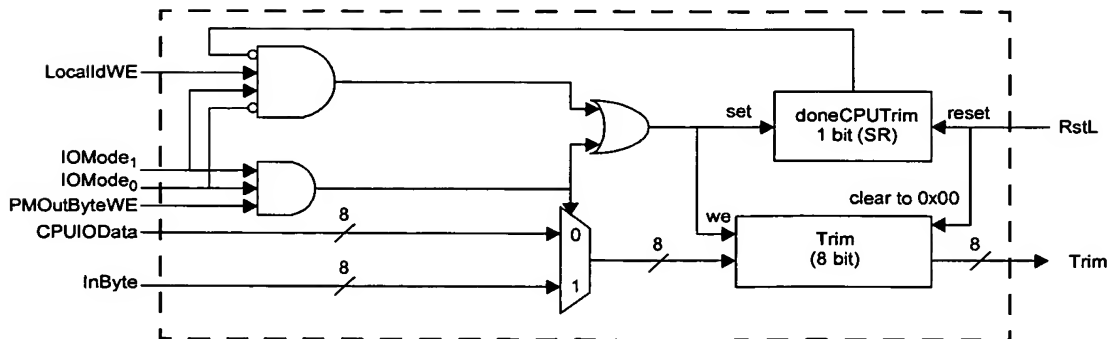 LocalIdWE
IOMode1
IOMode0
PMOutByteWE
CPUIOData
InByte
8
8
0
1
8
set
we
doneCPUTrim
1 bit (SR)
reset
RstL
clear to 0x00
Trim
(8 bit)
8
Trim